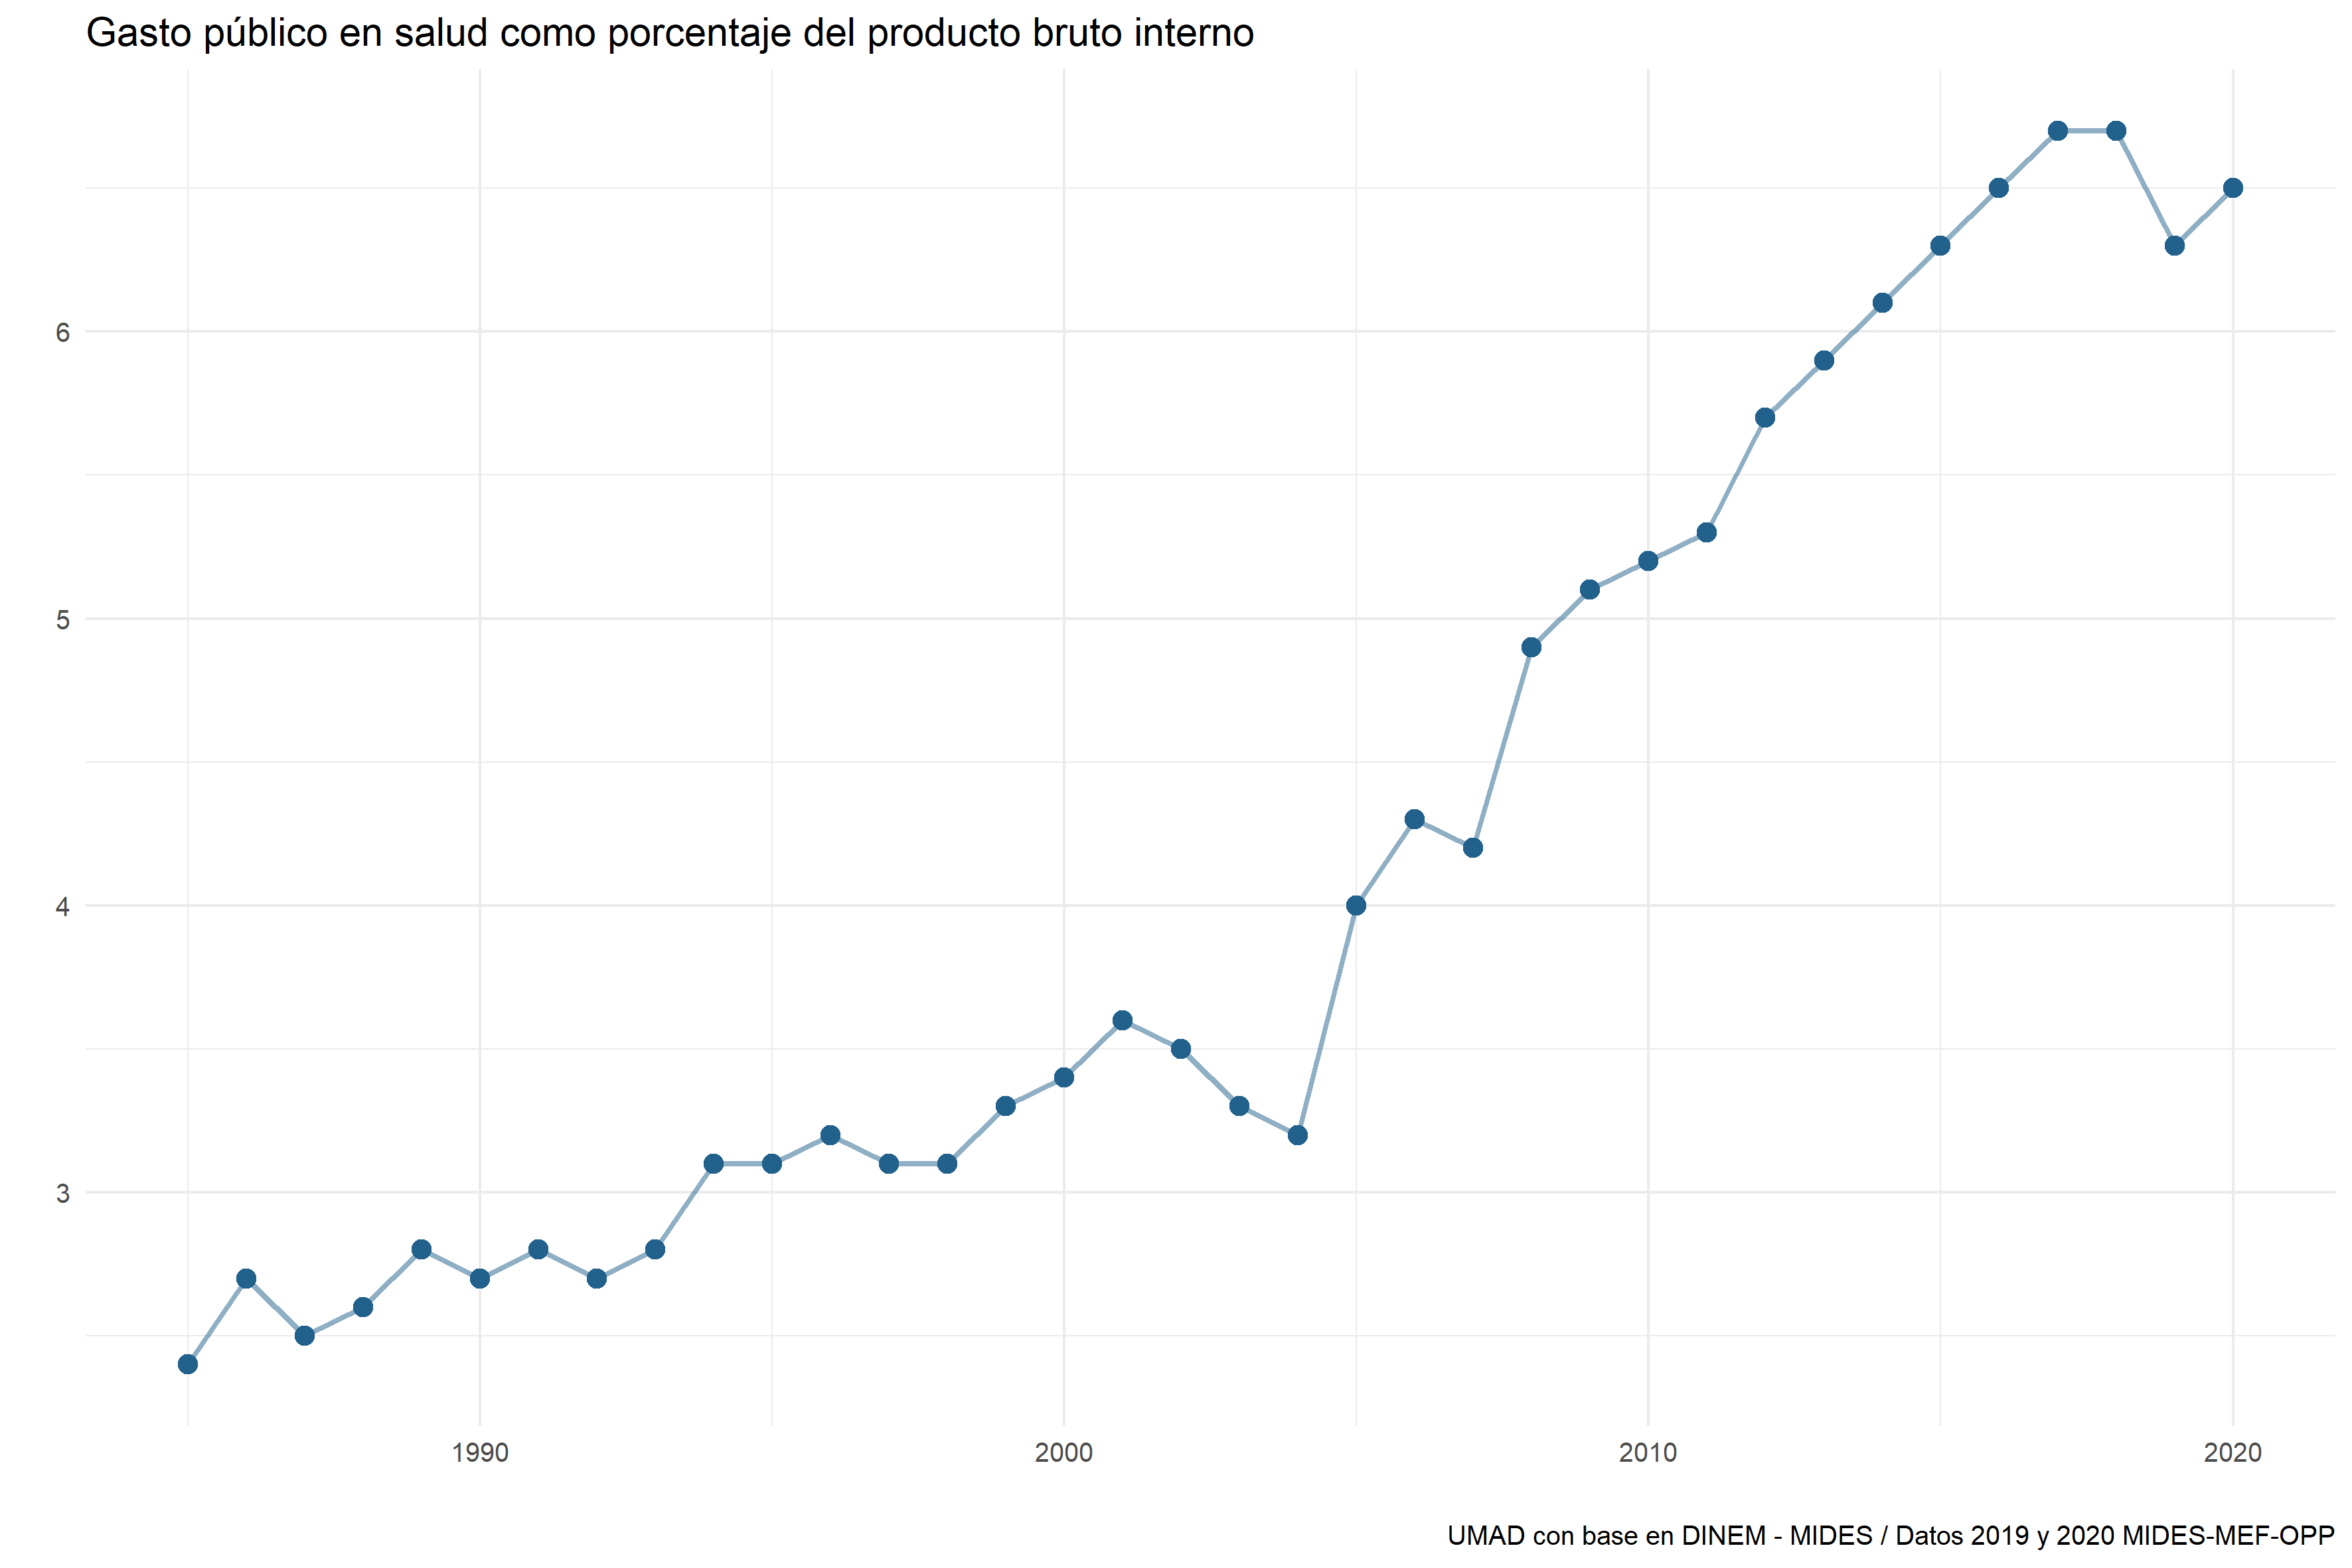 Gasto público en salud como porcentaje del producto bruto interno
6
5
4
3
1990 2000 2010 2020
UMAD con base en DINEM - MIDES / Datos 2019 y 2020 MIDES-MEF-OPP